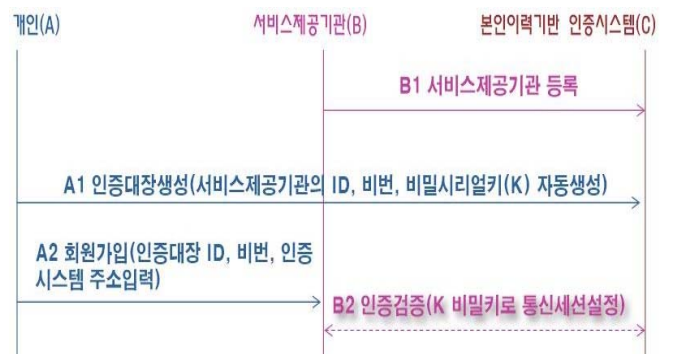 개인(A) 서비스제공기관(B) 본인이력기반 인증시스템(C)
B1 서비스제공기관 등록
A1 인증대장생성(서비스제공기관의 ID, 비번, 비밀시리얼키(K) 자동생성)
A2 회원가입(인증대장 ID, 비번, 인증
시스템 주소입력)
B2 인증검증(K 비밀키로 통신세션설정)